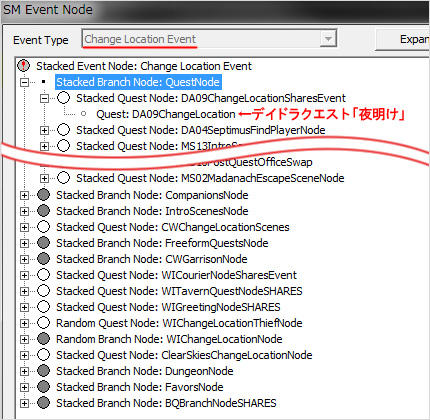 SM Event Node
Event Type Change Location Event Expan
Stacked Event Node: Change Location Event
Stacked Branch Node: QuestNode
Stacked Quest Node: DA09ChangeLocationSharesEvent
Quest: DA09ChangeLocation ←デイドラクエスト「夜明け」
Stacked Quest Node: DA04SeptimusFindPlayerNode
Stacked Quest Node: MS13Intro
PostQuestOfficeSwap
Stacked Quest Node: MS02MadanachEscapeSceneNode
Stacked Branch Node: CompanionsNode
Stacked Branch Node: IntroScenesNode
Stacked Quest Node: CWChangeLocationScenes
Stacked Branch Node: FreeformQuestsNode
Stacked Branch Node: CWGarrisonNode
Stacked Quest Node: WICourierNodeSharesEvent
Stacked Quest Node: WITavernQuestNodeSHARES
Stacked Quest Node: WIGreetingNodeSHARES
Random Quest Node: WIChangeLocationThiefNode
Random Branch Node: WIChangeLocationNode
Stacked Quest Node: ClearSkiesChangeLocationNode
Stacked Branch Node: DungeonNode
Stacked Branch Node: FavorsNode
Stacked Branch Node: BQBranchNodeSHARES